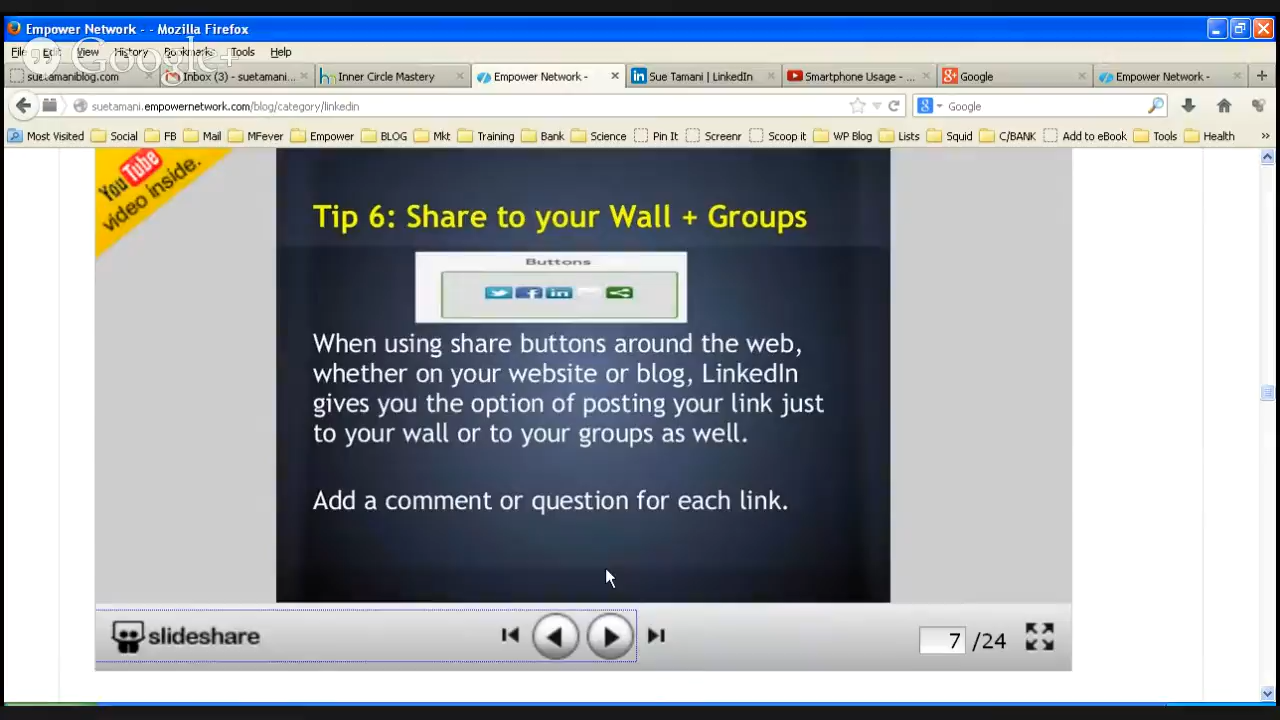 Empower Network - - Mozilla Firefox
File Edit View History Bookmarks Tools Help
Google+
suetamaniblog.com
Inbox (3) - suetamani...
Inner Circle Mastery
Empower Network -
Sue Tamani | LinkedIn
Smartphone Usage - ...
Google
Empower Network -
suetamani.empowernetwork.com/blog/category/linkedin
Google
Most Visited Social FB Mail MFever Empower BLOG Mkt Training Bank Science Pin It Screenr Scoop it WP Blog Lists Squid C/BANK Add to eBook Tools Health »
You Tube
video inside.
Tip 6: Share to your Wall + Groups
Buttons
When using share buttons around the web,
whether on your website or blog, LinkedIn
gives you the option of posting your link just
to your wall or to your groups as well.
Add a comment or question for each link.
slideshare
7 /24